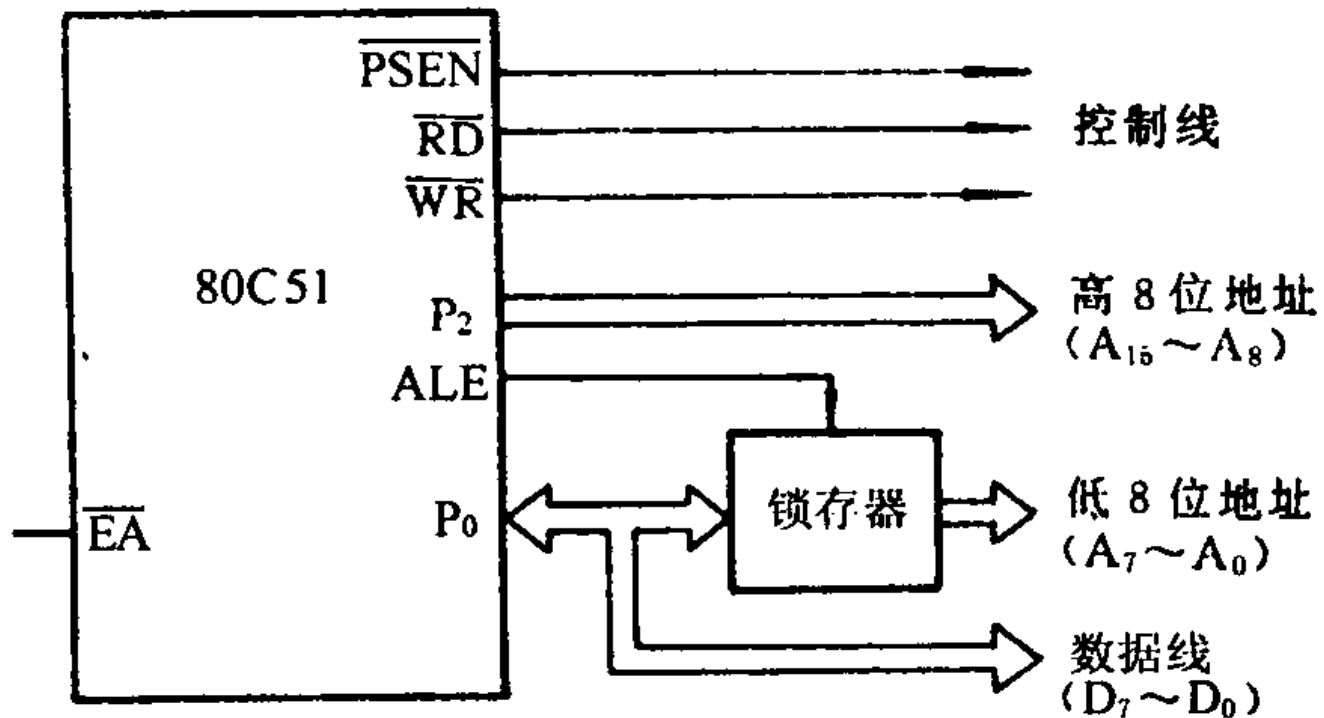 PSEN
RD
控制线
WR
80C51
P₂
高 8 位地址
(A₁₅～A₈)
ALE
P₀
锁存器
低 8 位地址
(A₇～A₀)
EA
数据线
(D₇～D₀)